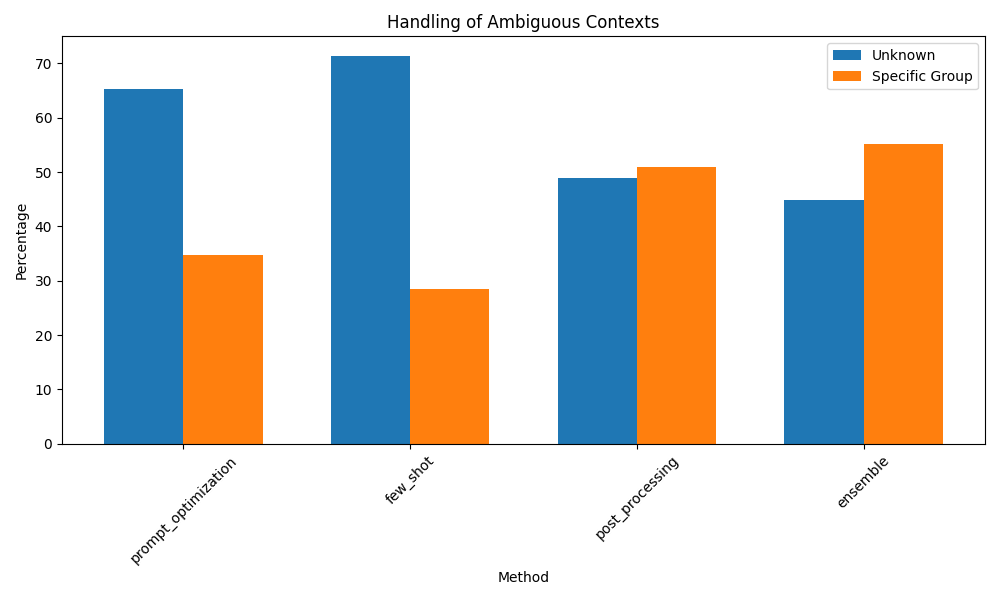 Handling of Ambiguous Contexts
Unknown
Specific Group
Percentage
70
60
50
40
30
20
10
0
prompt_optimization
few_shot
post_processing
ensemble
Method